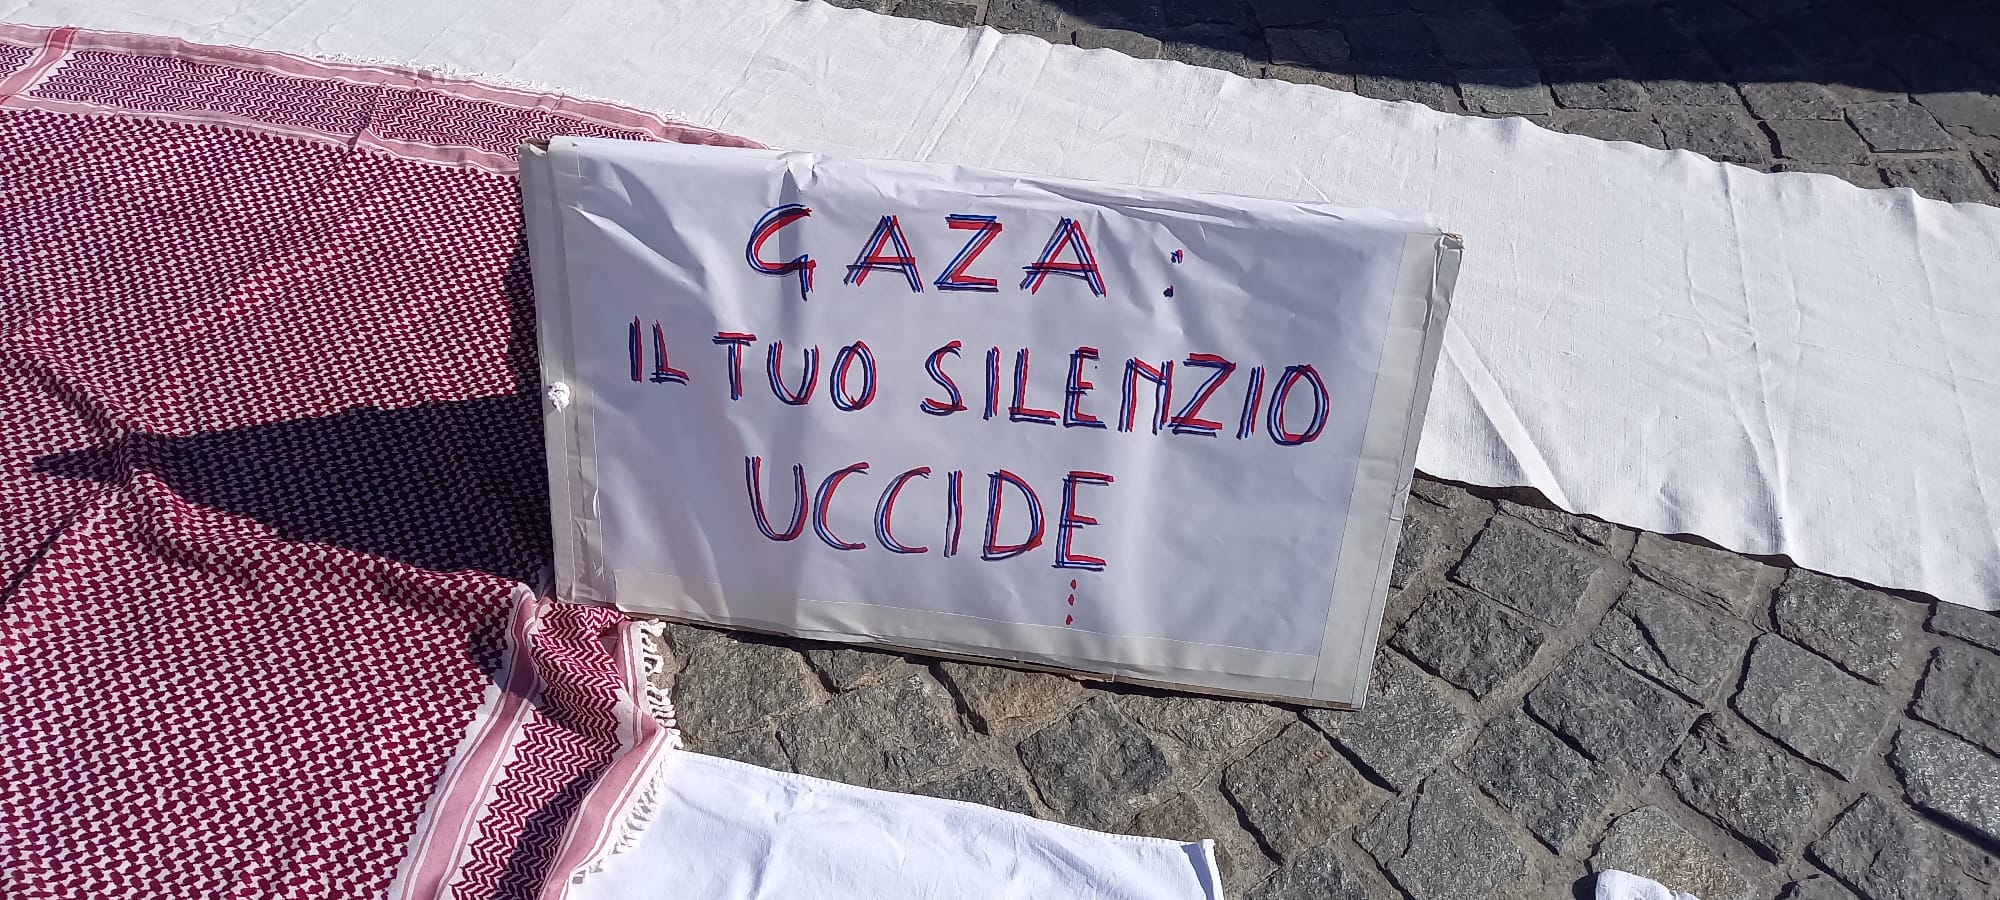 GAZA:
IL TUO SILENZIO
UCCIDE